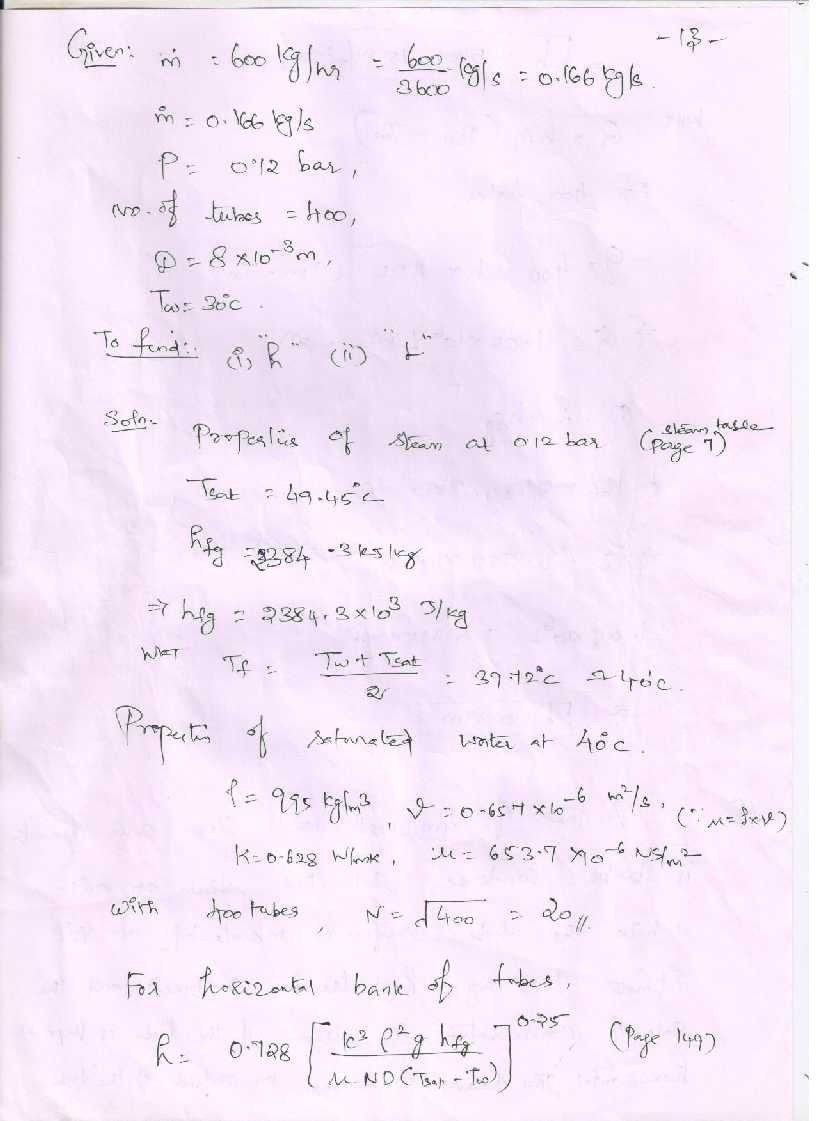 -13-
Given: ṁ = 600 kg/hr = 600/3600 kg/s = 0.166 kg/s.
ṁ = 0.166 kg/s
P = 0.12 bar,
No. of tubes = 400,
D = 8 × 10⁻³ m,
Tw = 30°C.
To find: (i) "h" (ii) "L"
Soln. Properties of steam at 0.12 bar (steam table Page 7)
Tsat = 49.45°C
hfg = 2384.3 kJ/kg
⇒ hfg = 2384.3 × 10³ J/kg
WKT Tf = (Tw + Tsat)/2 = 39.72°C ≃ 40°C.
Properties of saturated water at 40°C.
ρ = 995 kg/m³, ν = 0.657 × 10⁻⁶ m²/s. (∵ μ = ρ×ν)
K = 0.628 W/mK, μ = 653.7 × 10⁻⁶ NS/m²
With 400 tubes, N = √400 = 20 //.
For horizontal bank of tubes,
h = 0.728 [k³ ρ² g hfg / μ ND (Tsat - Tw)]^0.25 (Page 149)